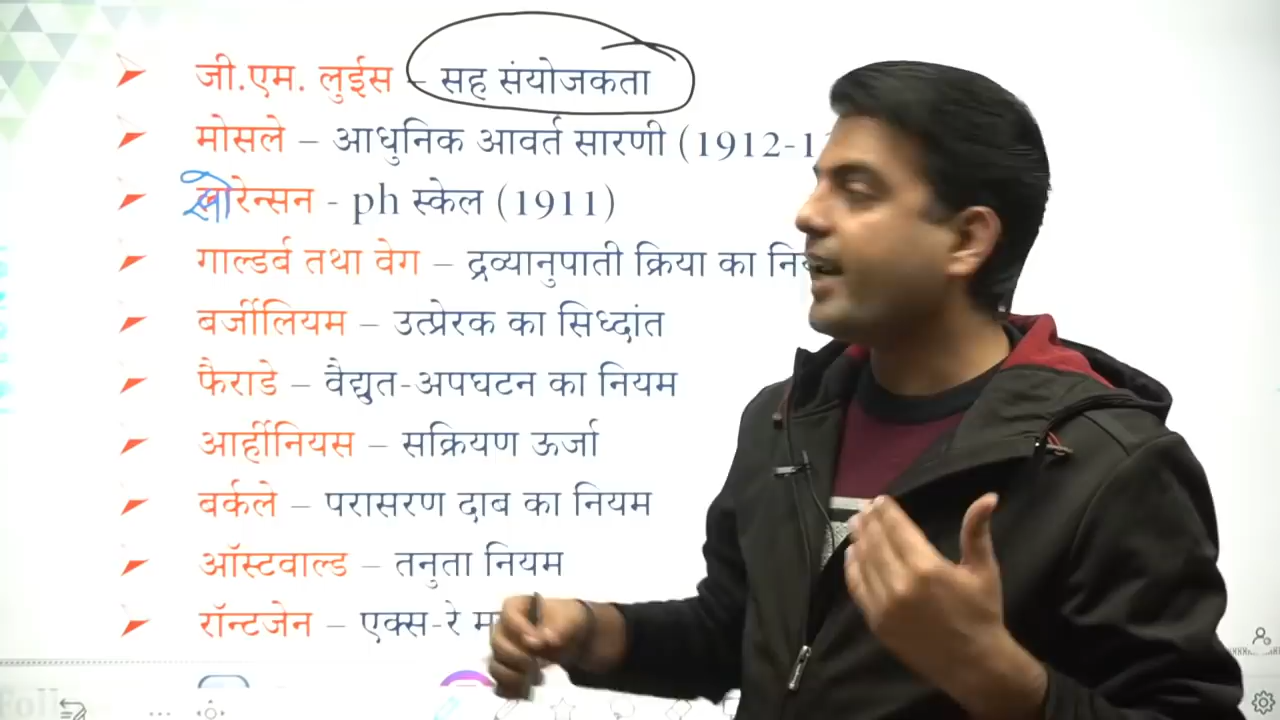 जी.एम. लुईस – सह संयोजकता
मोसले – आधुनिक आवर्त सारणी (1912-1
सोरेन्सन - ph स्केल (1911)
गाल्डर्ब तथा वेग – द्रव्यानुपाती क्रिया का
बर्जीलियम – उत्प्रेरक का सिध्दांत
फैराडे – वैद्युत-अपघटन का नियम
आर्हीनियस – सक्रियण ऊर्जा
बर्कले – परासरण दाब का नियम
ऑस्टवाल्ड – तनुता नियम
रॉन्टजेन – एक्स-रे